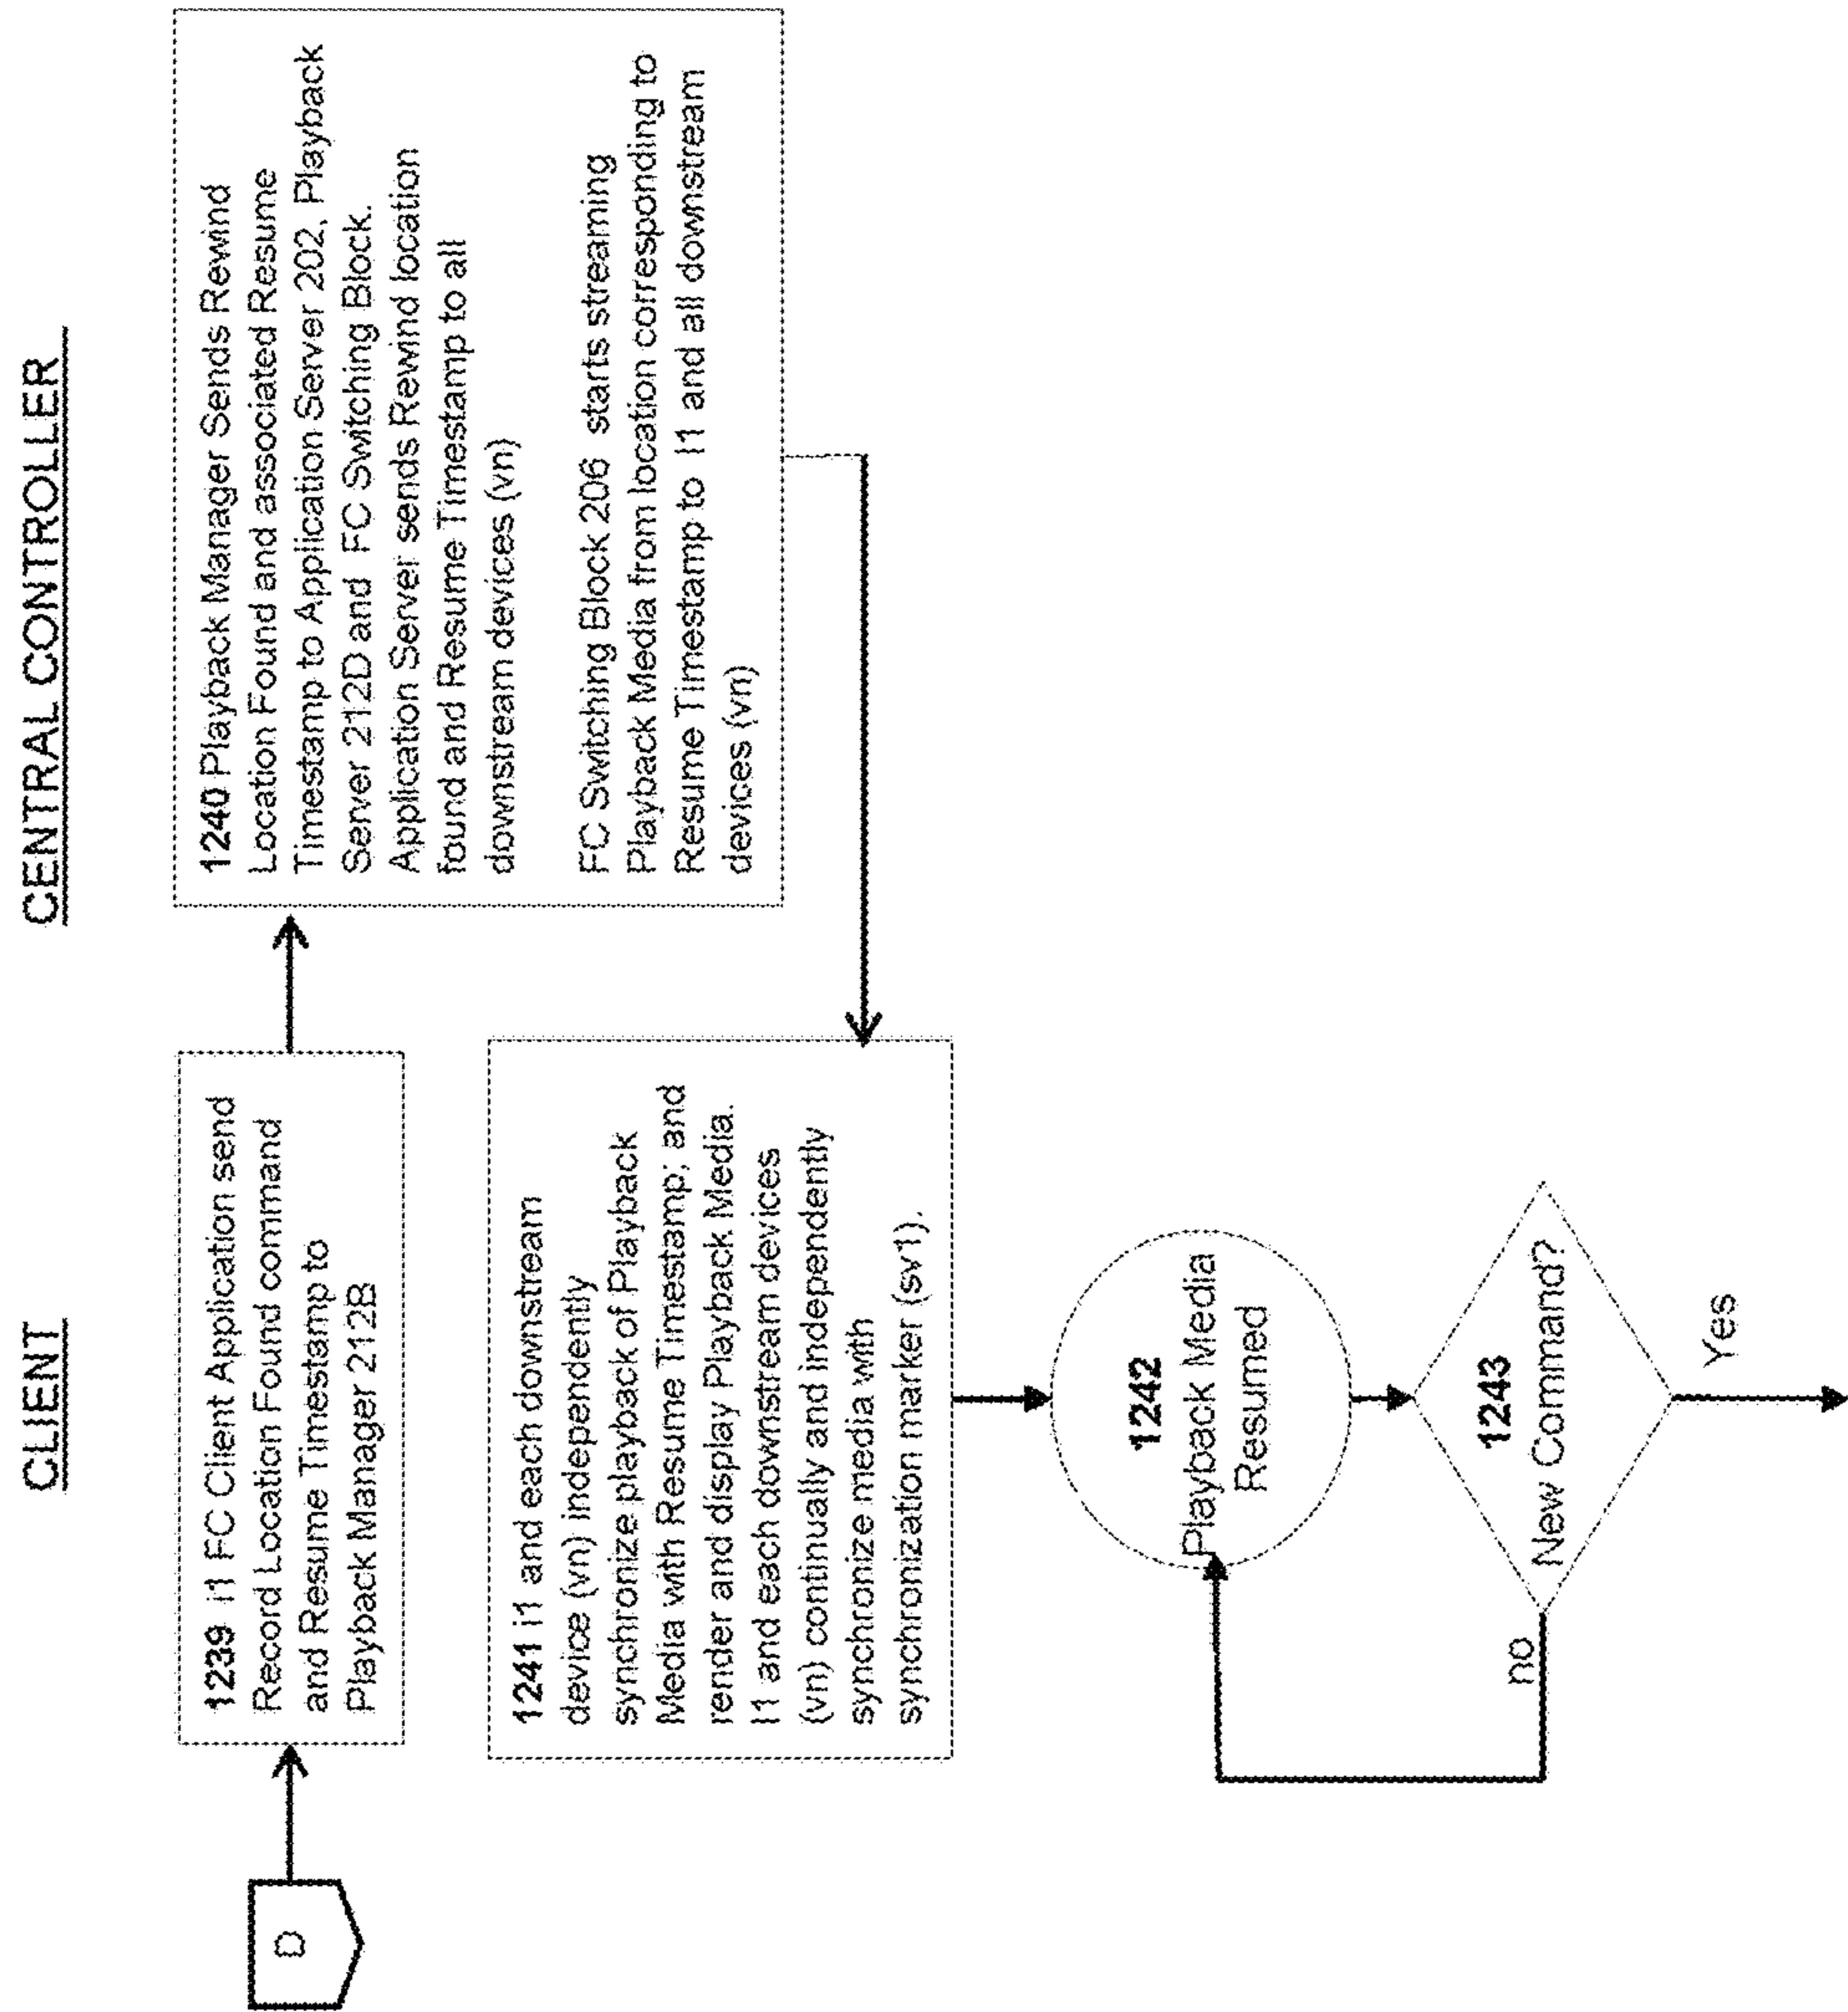 CLIENT
CENTRAL CONTROLLER
D
1239 i1 FC Client Application send
Record Location Found command
and Resume Timestamp to
Playback Manager 212B
1240 Playback Manager Sends Rewind
Location Found and associated Resume
Timestamp to Application Server 202, Playback
Server 212D and FC Switching Block.
Application Server sends Rewind location
found and Resume Timestamp to all
downstream devices (vn)
FC Switching Block 206 starts streaming
Playback Media from location corresponding to
Resume Timestamp to I1 and all downstream
devices (vn)
1241 i1 and each downstream
device (vn) independently
synchronize playback of Playback
Media with Resume Timestamp; and
render and display Playback Media.
I1 and each downstream devices
(vn) continually and independently
synchronize media with
synchronization marker (sv1).
1242
Playback Media
Resumed
1243
New Command?
no
Yes